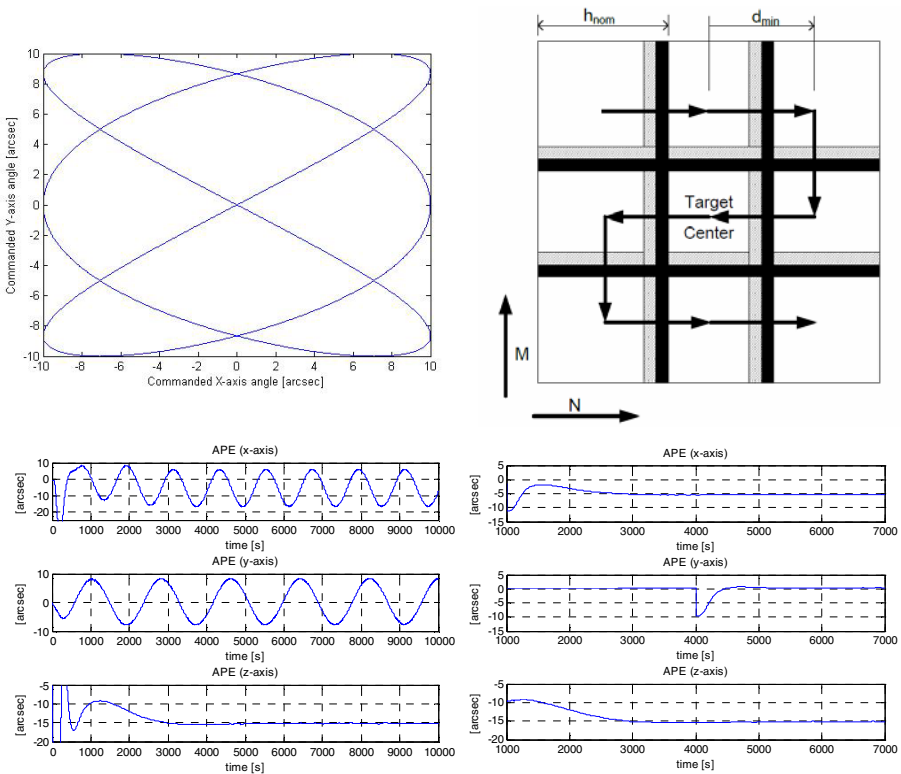 10
8
6
4
2
0
-2
-4
-6
-8
-10
Commanded Y-axis angle [arcsec]
-10 -8 -6 -4 -2 0 2 4 6 8 10
Commanded X-axis angle [arcsec]
hnom dmin
Target
Center
M
N
APE (x-axis)
10
0
-10
-20
[arcsec]
0 1000 2000 3000 4000 5000 6000 7000 8000 9000 10000
time [s]
APE (y-axis)
10
0
-10
[arcsec]
0 1000 2000 3000 4000 5000 6000 7000 8000 9000 10000
time [s]
APE (z-axis)
-5
-10
-15
-20
[arcsec]
0 1000 2000 3000 4000 5000 6000 7000 8000 9000 10000
time [s]
APE (x-axis)
5
0
-5
-10
-15
[arcsec]
1000 2000 3000 4000 5000 6000 7000
time [s]
APE (y-axis)
5
0
-5
-10
-15
[arcsec]
1000 2000 3000 4000 5000 6000 7000
time [s]
APE (z-axis)
-5
-10
-15
-20
[arcsec]
1000 2000 3000 4000 5000 6000 7000
time [s]